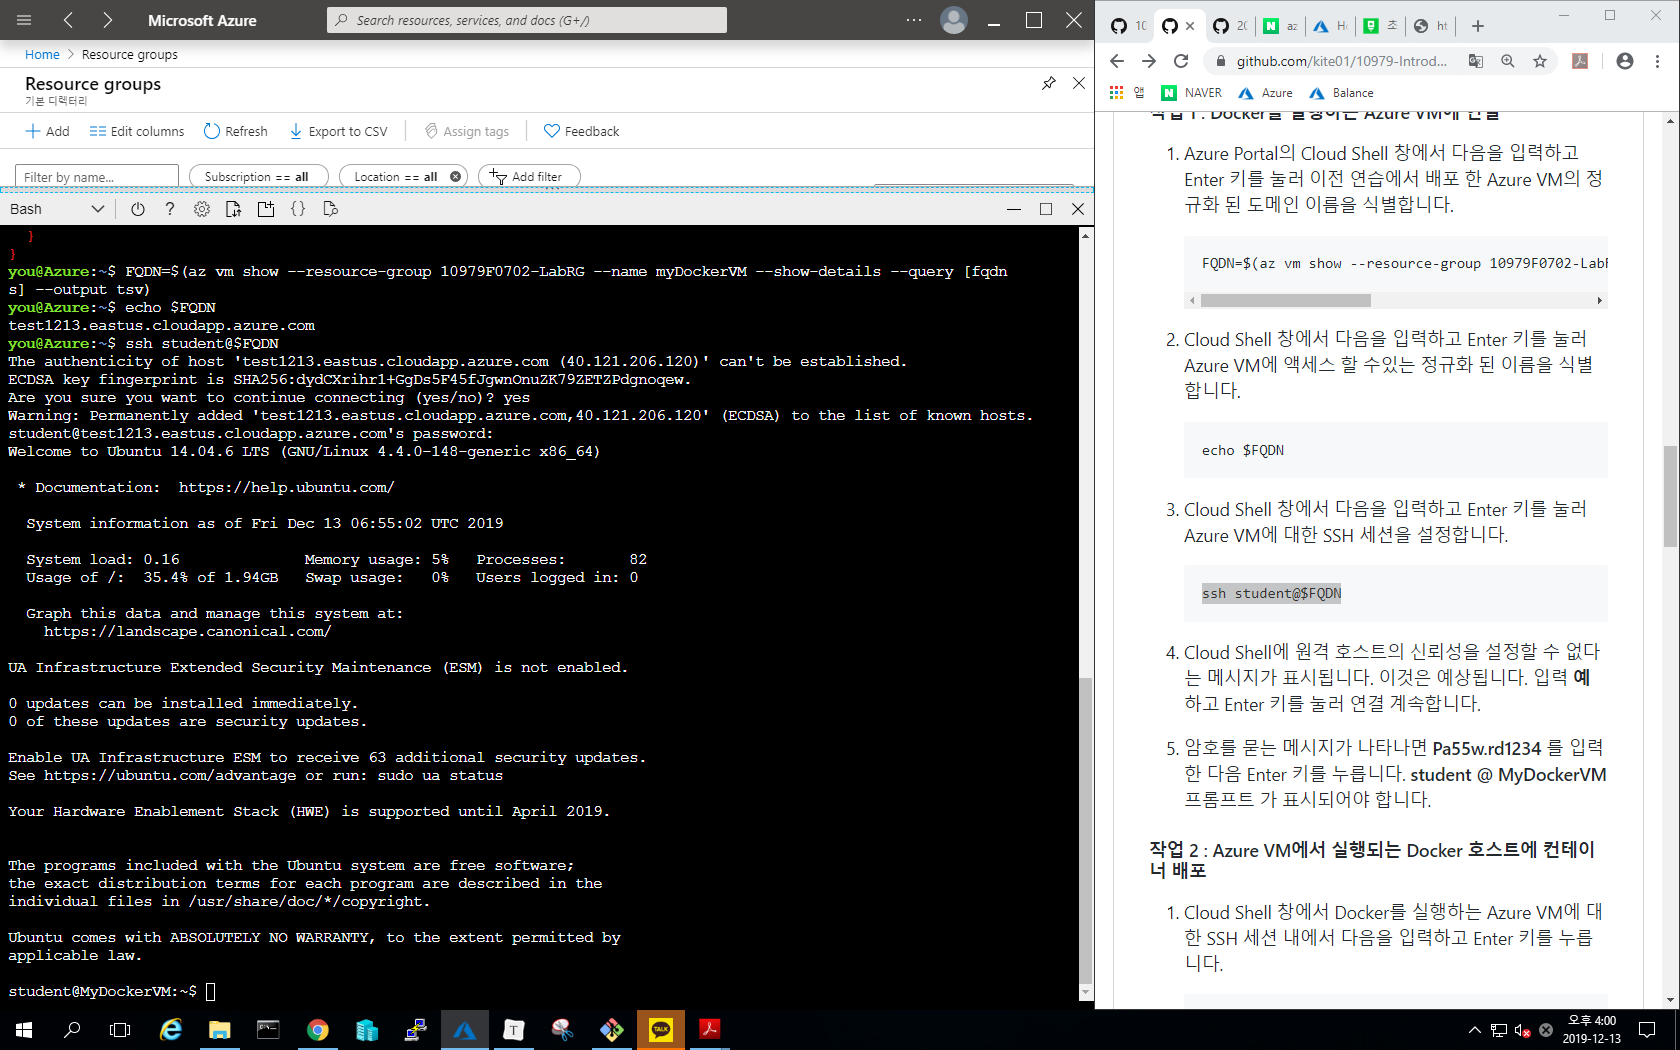 Microsoft Azure
Search resources, services, and docs (G+/)
Home > Resource groups
Resource groups
기본 디렉터리
Add
Edit columns
Refresh
Export to CSV
Assign tags
Feedback
Filter by name...
Subscription == all
Location == all
Add filter
Bash
}
}
you@Azure:~$ FQDN=$(az vm show --resource-group 10979F0702-LabRG --name myDockerVM --show-details --query [fqdn
s] --output tsv)
you@Azure:~$ echo $FQDN
test1213.eastus.cloudapp.azure.com
you@Azure:~$ ssh student@$FQDN
The authenticity of host 'test1213.eastus.cloudapp.azure.com (40.121.206.120)' can't be established.
ECDSA key fingerprint is SHA256:dydCXrihr1+GgDs5F45fJgwnOnuZK79ZETZPdgnoqew.
Are you sure you want to continue connecting (yes/no)? yes
Warning: Permanently added 'test1213.eastus.cloudapp.azure.com,40.121.206.120' (ECDSA) to the list of known hosts.
student@test1213.eastus.cloudapp.azure.com's password:
Welcome to Ubuntu 14.04.6 LTS (GNU/Linux 4.4.0-148-generic x86_64)
* Documentation:  https://help.ubuntu.com/
System information as of Fri Dec 13 06:55:02 UTC 2019
System load: 0.16 Memory usage: 5% Processes: 82
Usage of /: 35.4% of 1.94GB Swap usage: 0% Users logged in: 0
Graph this data and manage this system at:
https://landscape.canonical.com/
UA Infrastructure Extended Security Maintenance (ESM) is not enabled.
0 updates can be installed immediately.
0 of these updates are security updates.
Enable UA Infrastructure ESM to receive 63 additional security updates.
See https://ubuntu.com/advantage or run: sudo ua status
Your Hardware Enablement Stack (HWE) is supported until April 2019.
The programs included with the Ubuntu system are free software;
the exact distribution terms for each program are described in the
individual files in /usr/share/doc/*/copyright.
Ubuntu comes with ABSOLUTELY NO WARRANTY, to the extent permitted by
applicable law.
student@MyDockerVM:~$
10
20
az
초
ht
github.com/kite01/10979-Introd...
앱
NAVER
Azure
Balance
작업 1 : Docker를 실행하는 Azure VM에 연결
1. Azure Portal의 Cloud Shell 창에서 다음을 입력하고
Enter 키를 눌러 이전 연습에서 배포 한 Azure VM의 정
규화 된 도메인 이름을 식별합니다.
FQDN=$(az vm show --resource-group 10979F0702-Lab
2. Cloud Shell 창에서 다음을 입력하고 Enter 키를 눌러
Azure VM에 액세스 할 수있는 정규화 된 이름을 식별
합니다.
echo $FQDN
3. Cloud Shell 창에서 다음을 입력하고 Enter 키를 눌러
Azure VM에 대한 SSH 세션을 설정합니다.
ssh student@$FQDN
4. Cloud Shell에 원격 호스트의 신뢰성을 설정할 수 없다
는 메시지가 표시됩니다. 이것은 예상됩니다. 입력 예
하고 Enter 키를 눌러 연결 계속합니다.
5. 암호를 묻는 메시지가 나타나면 Pa55w.rd1234 를 입력
한 다음 Enter 키를 누릅니다. student @ MyDockerVM
프롬프트 가 표시되어야 합니다.
작업 2 : Azure VM에서 실행되는 Docker 호스트에 컨테이
너 배포
1. Cloud Shell 창에서 Docker를 실행하는 Azure VM에 대
한 SSH 세션 내에서 다음을 입력하고 Enter 키를 누릅
니다.
TALK
오후 4:00
2019-12-13